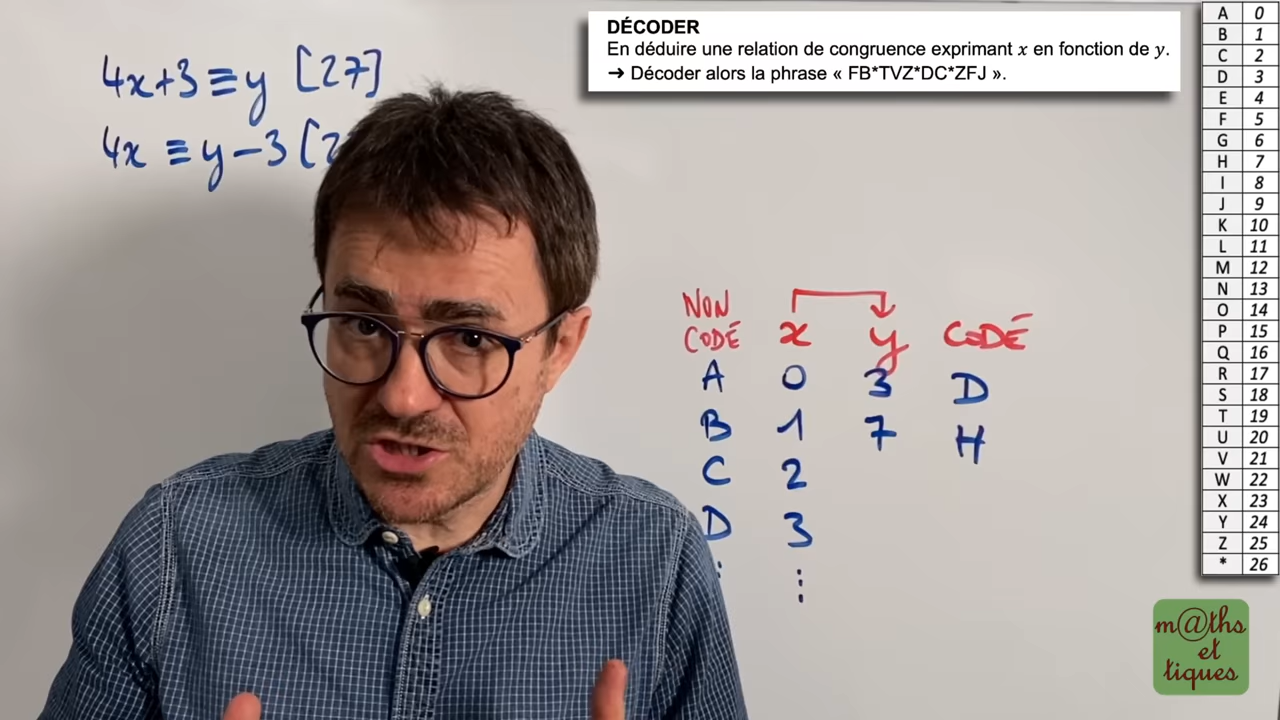 4x+3 ≡ y [27]
4x ≡ y-3 [2
DÉCODER
En déduire une relation de congruence exprimant x en fonction de y.
➔ Décoder alors la phrase « FB*TVZ*DC*ZFJ ».
NON
CODÉ x y CODÉ
A 0 3 D
B 1 7 H
C 2
D 3
⋮ ⋮
A 0
B 1
C 2
D 3
E 4
F 5
G 6
H 7
I 8
J 9
K 10
L 11
M 12
N 13
O 14
P 15
Q 16
R 17
S 18
T 19
U 20
V 21
W 22
X 23
Y 24
Z 25
* 26
m@ths
et
tiques